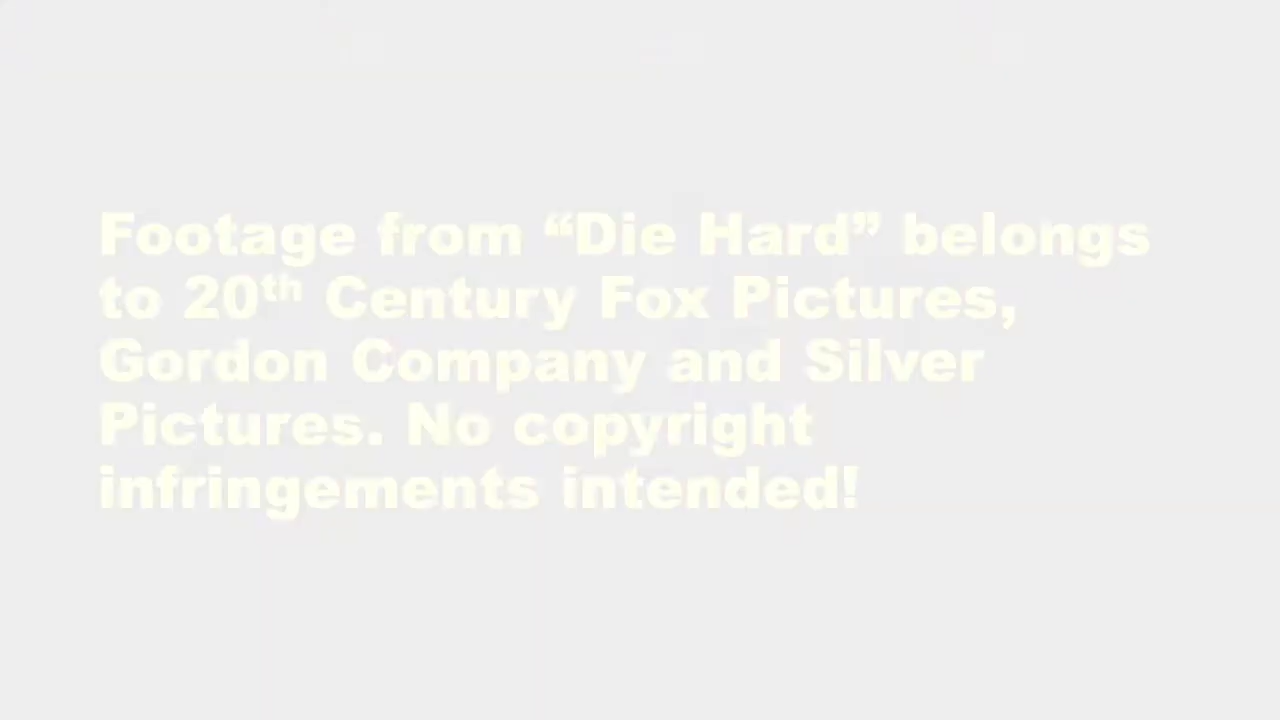 Footage from “Die Hard” belongs
to 20th Century Fox Pictures,
Gordon Company and Silver
Pictures. No copyright
infringements intended!